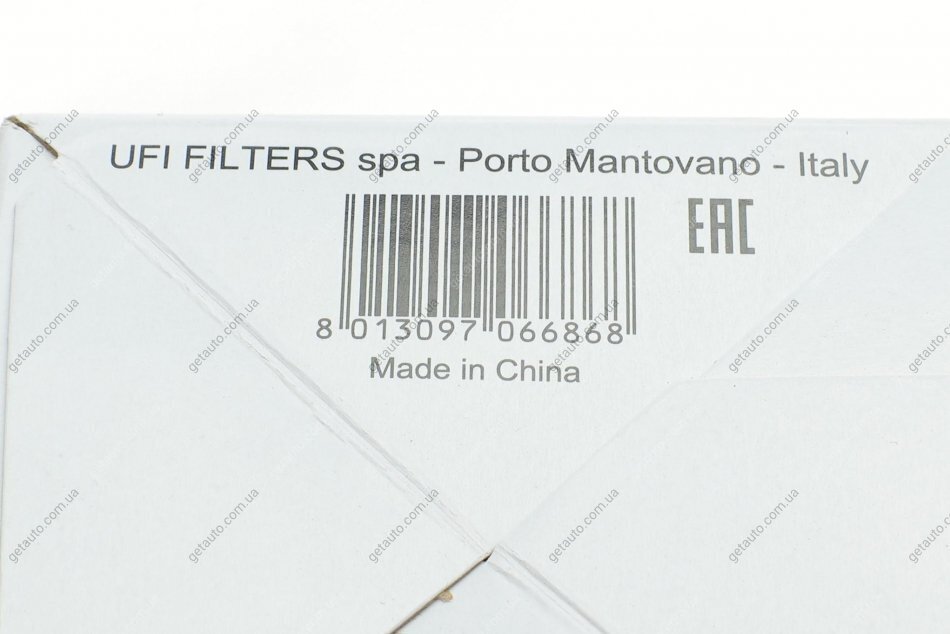 UFI FILTERS spa - Porto Mantovano - Italy
EAC
8 013097 066868
Made in China
getauto.com.ua